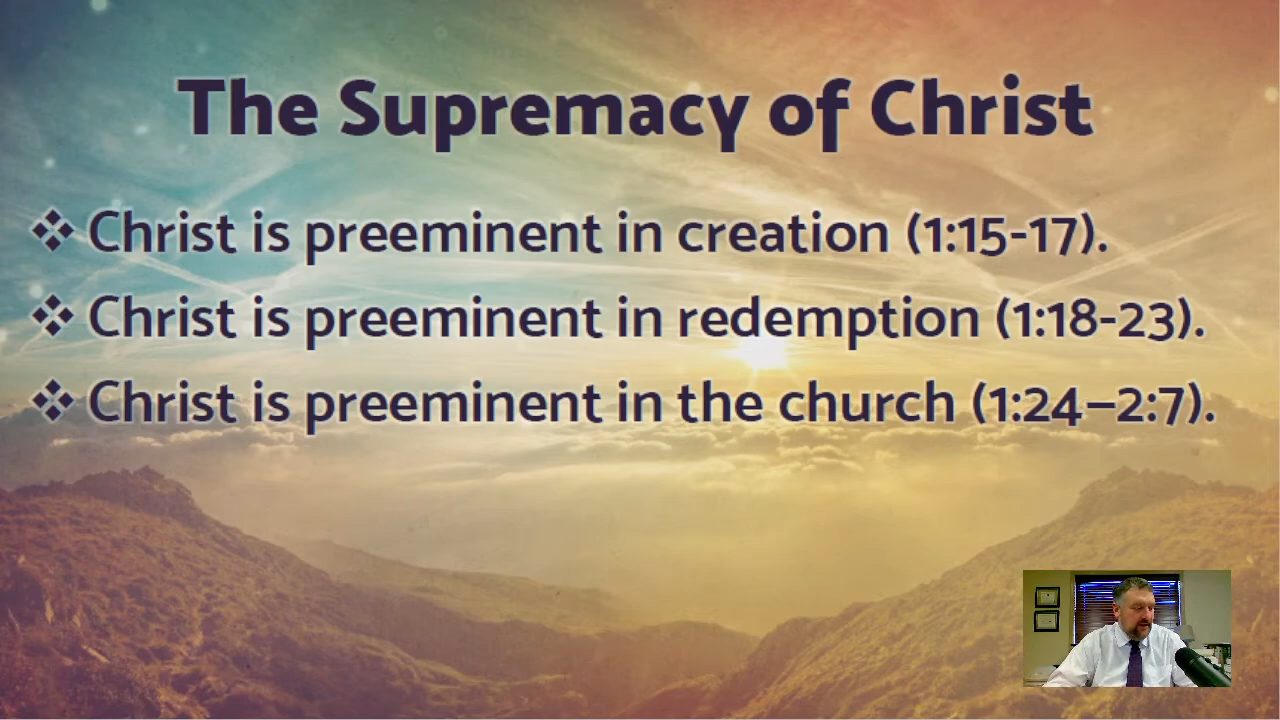 The Supremacy of Christ
❖ Christ is preeminent in creation (1:15-17).
❖ Christ is preeminent in redemption (1:18-23).
❖ Christ is preeminent in the church (1:24–2:7).